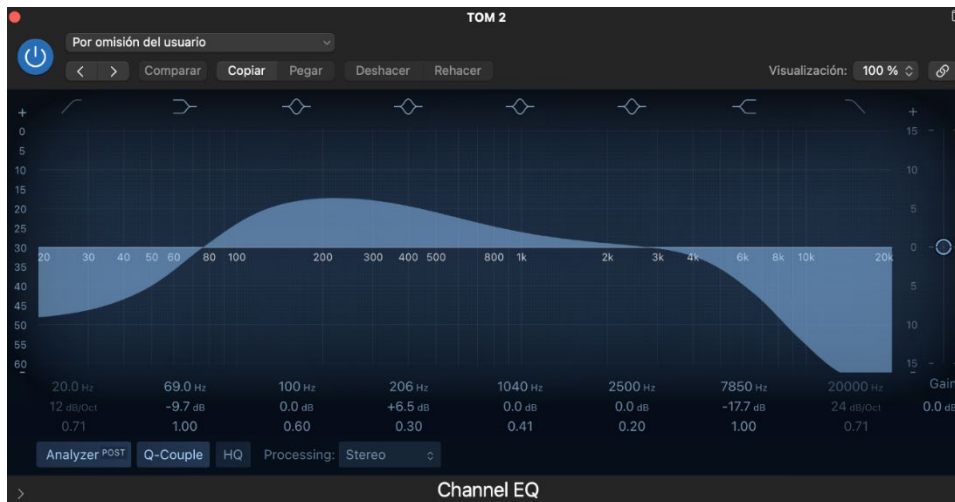 TOM 2
Por omisión del usuario
Comparar Copiar Pegar Deshacer Rehacer Visualización: 100 %
+ +
0 15
5
10 10
15
20 5
25
30 20 30 40 50 60 80 100 200 300 400 500 800 1k 2k 3k 4k 6k 8k 10k 20k 0
35
40 5
45
50 10
55
60 15
- -
20.0 Hz 69.0 Hz 100 Hz 206 Hz 1040 Hz 2500 Hz 7850 Hz 20000 Hz Gain
12 dB/Oct -9.7 dB 0.0 dB +6.5 dB 0.0 dB 0.0 dB -17.7 dB 24 dB/Oct 0.0 dB
0.71 1.00 0.60 0.30 0.41 0.20 1.00 0.71
Analyzer POST Q-Couple HQ Processing: Stereo
Channel EQ